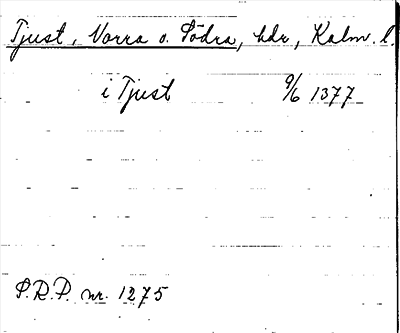 Tjust, Norra o. Södra, hdr, Kalm. l.
i Tjust 9/6 1377
S.R.P. nr. 1275